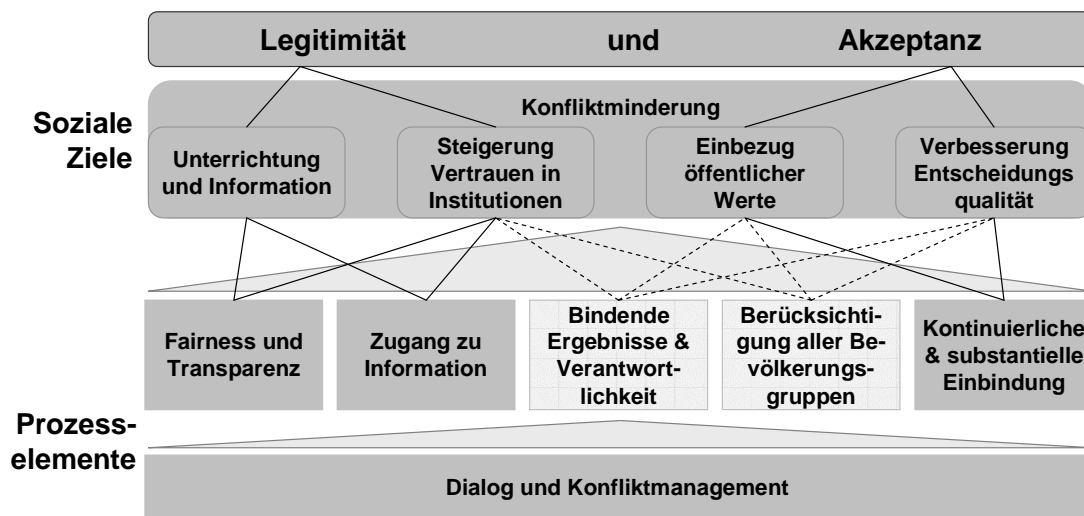 Legitimität und Akzeptanz
Soziale
Ziele
Konfliktminderung
Unterrichtung
und Information
Steigerung
Vertrauen in
Institutionen
Einbezug
öffentlicher
Werte
Verbesserung
Entscheidungs
qualität
Fairness und
Transparenz
Zugang zu
Information
Bindende
Ergebnisse &
Verantwort-
lichkeit
Berücksichti-
gung aller Be-
völkerungs-
gruppen
Kontinuierliche
& substantielle
Einbindung
Prozess-
elemente
Dialog und Konfliktmanagement